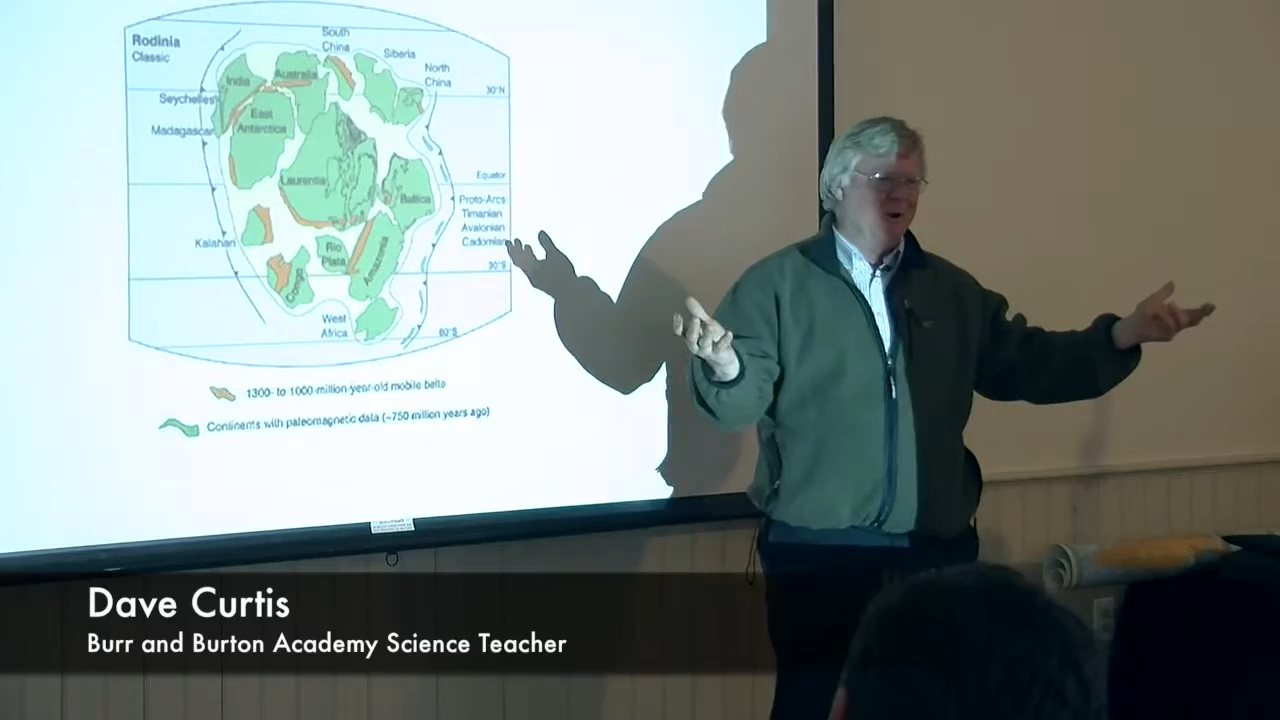 Rodinia
Classic
South
China
Siberia
North
China
India
Australia
30°N
Seychelles
East
Antarctica
Madagascar
Equator
Laurentia
Baltica
Proto-Arcs
Timanian
Avalonian
Cadomian
Kalahari
Rio
Plata
Amazonia
30°S
Congo
West
Africa
60°S
1300- to 1000-million-year-old mobile belts
Continents with paleomagnetic data (~750 million years ago)
Dave Curtis
Burr and Burton Academy Science Teacher